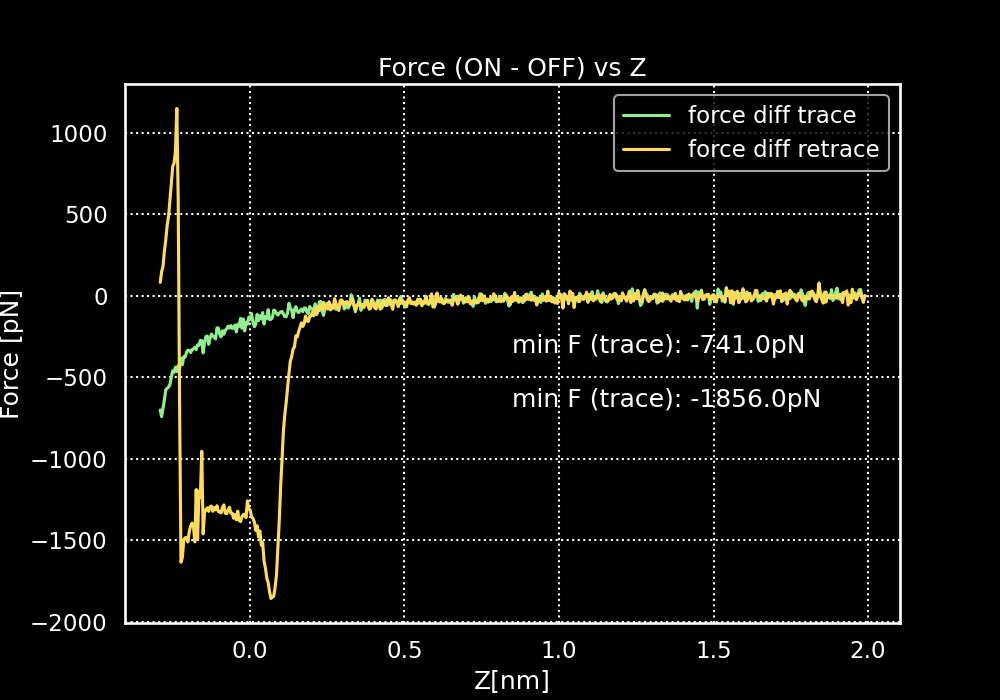 Force (ON - OFF) vs Z
force diff trace
force diff retrace
1000
500
0
−500
−1000
−1500
−2000
Force [pN]
min F (trace): -741.0pN
min F (trace): -1856.0pN
0.0 0.5 1.0 1.5 2.0
Z[nm]